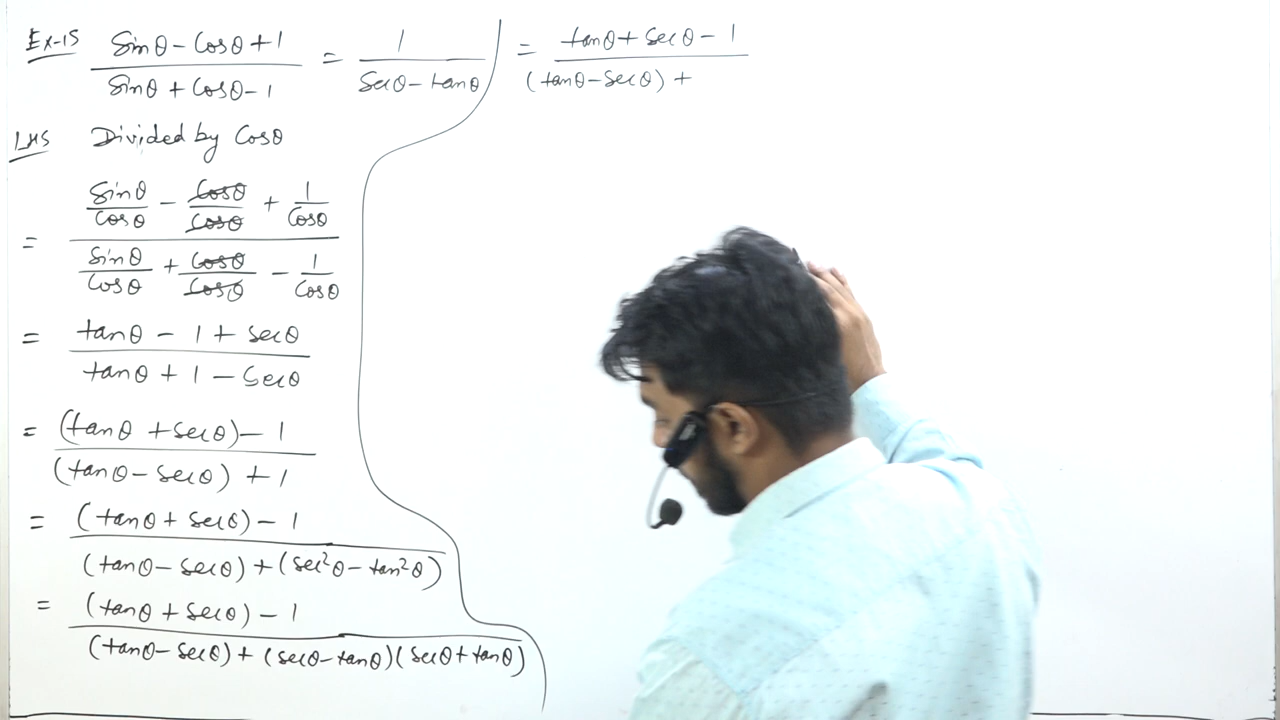 Ex-15 (Sinθ - Cosθ + 1)/(Sinθ + Cosθ - 1) = 1/(Secθ - tanθ)
LHS Divided by Cosθ
= (Sinθ/Cosθ - Cosθ/Cosθ + 1/Cosθ)/(Sinθ/Cosθ + Cosθ/Cosθ - 1/Cosθ)
= (tanθ - 1 + Secθ)/(tanθ + 1 - Secθ)
= ((tanθ + Secθ) - 1)/((tanθ - Secθ) + 1)
= ((tanθ + Secθ) - 1)/((tanθ - Secθ) + (Sec²θ - tan²θ))
= ((tanθ + Secθ) - 1)/((tanθ - Secθ) + (Secθ - tanθ)(Secθ + tanθ))
= (tanθ + Secθ - 1)/((tanθ - Secθ) +